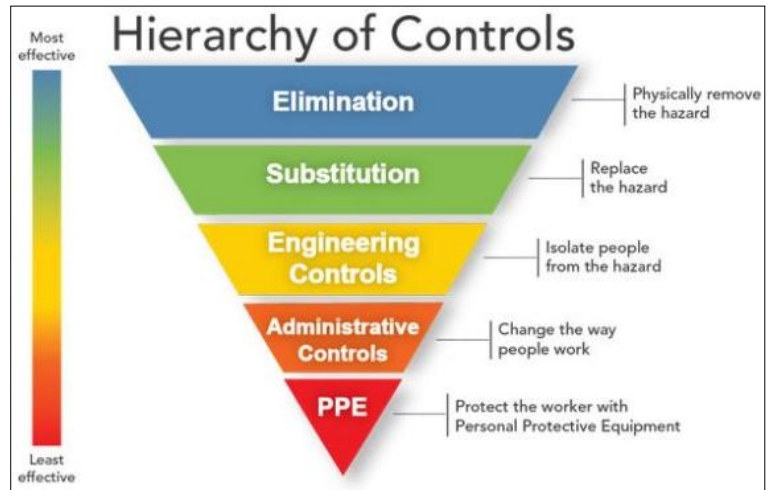 Hierarchy of Controls
Most
effective
Elimination
Physically remove
the hazard
Substitution
Replace
the hazard
Engineering
Controls
Isolate people
from the hazard
Administrative
Controls
Change the way
people work
PPE
Protect the worker with
Personal Protective Equipment
Least
effective